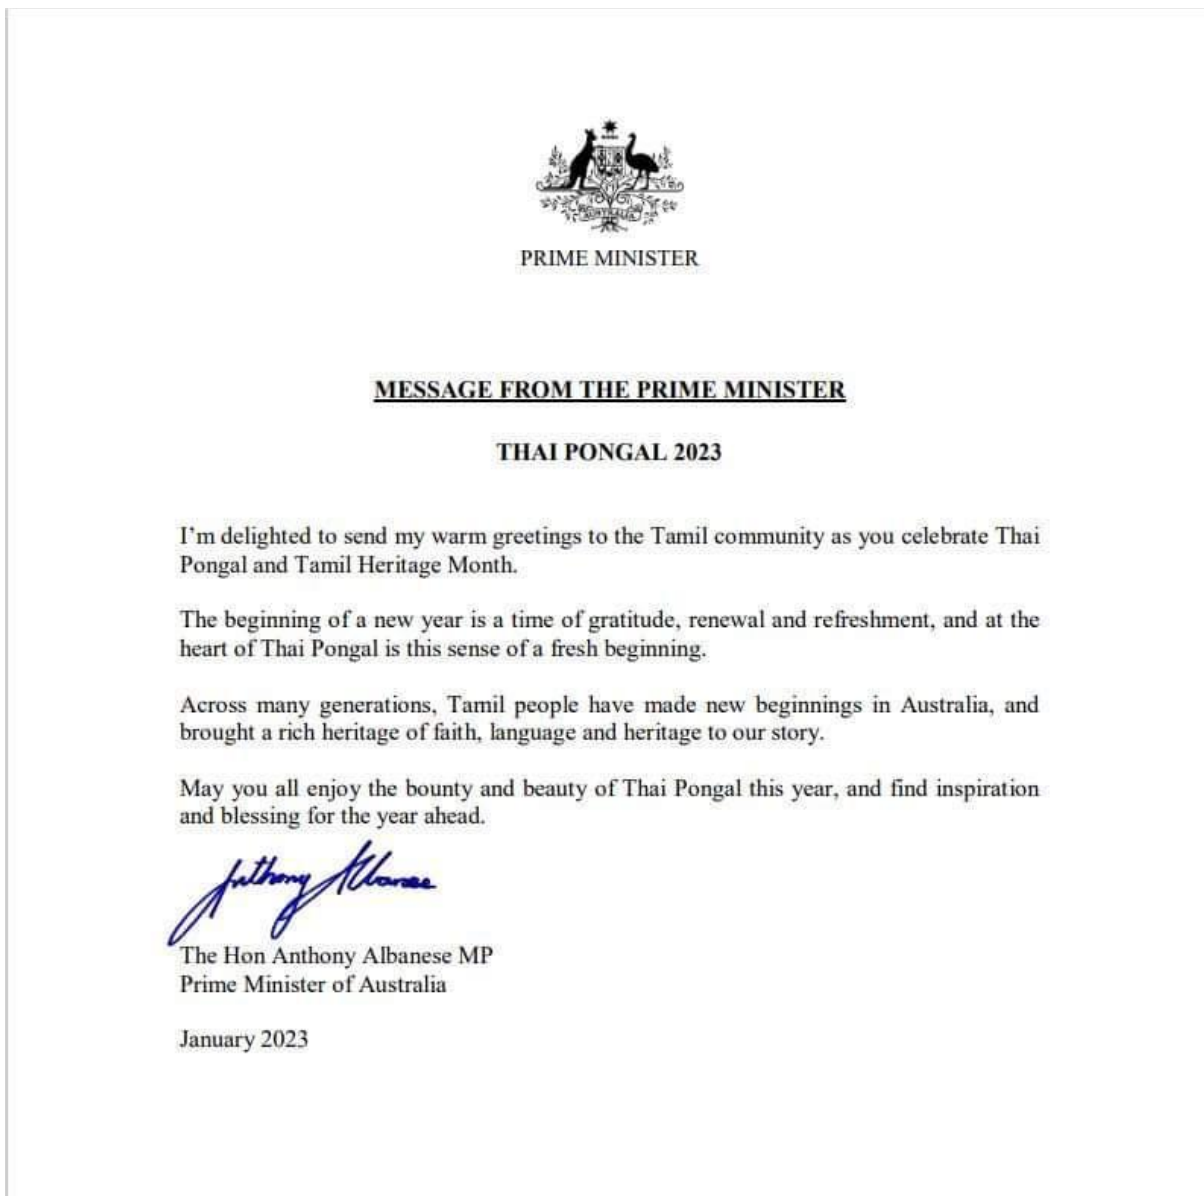 AUSTRALIA
PRIME MINISTER
MESSAGE FROM THE PRIME MINISTER
THAI PONGAL 2023
I'm delighted to send my warm greetings to the Tamil community as you celebrate Thai
Pongal and Tamil Heritage Month.
The beginning of a new year is a time of gratitude, renewal and refreshment, and at the
heart of Thai Pongal is this sense of a fresh beginning.
Across many generations, Tamil people have made new beginnings in Australia, and
brought a rich heritage of faith, language and heritage to our story.
May you all enjoy the bounty and beauty of Thai Pongal this year, and find inspiration
and blessing for the year ahead.
Anthony Albanese
The Hon Anthony Albanese MP
Prime Minister of Australia
January 2023